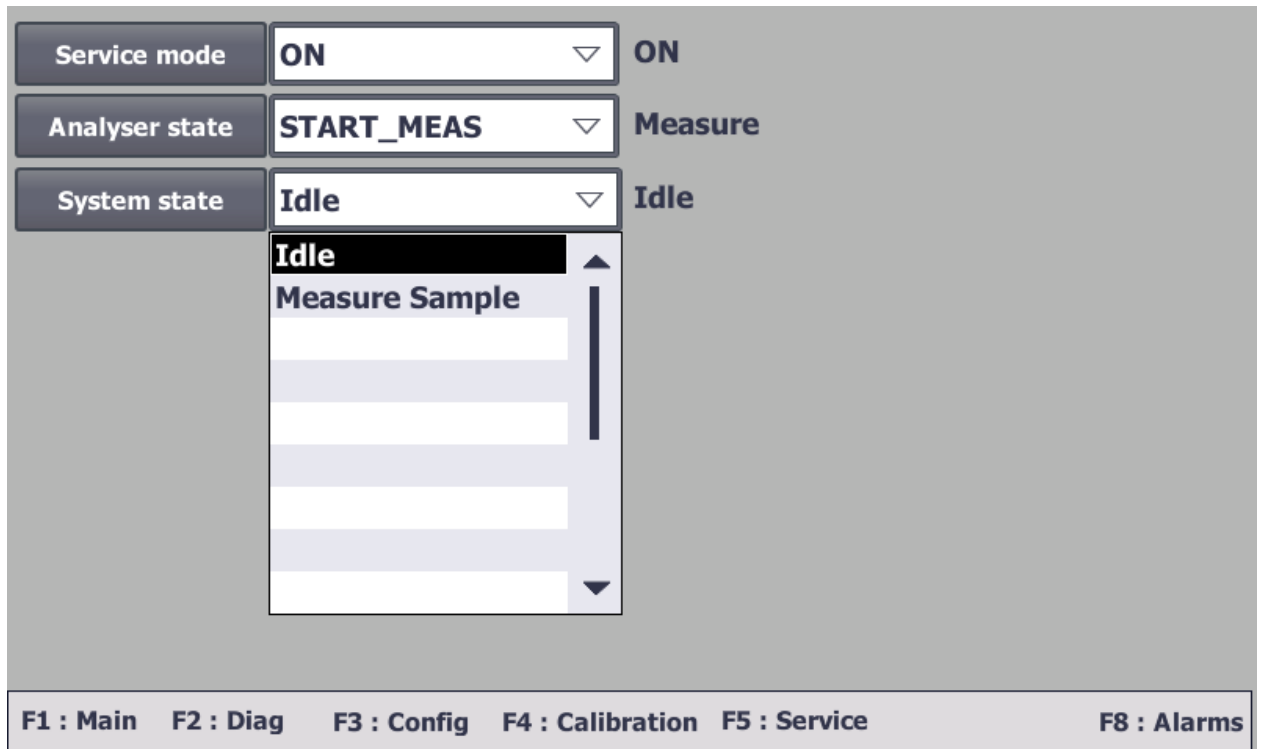 Service mode ON ON
Analyser state START_MEAS Measure
System state Idle Idle
Idle
Measure Sample
F1 : Main F2 : Diag F3 : Config F4 : Calibration F5 : Service F8 : Alarms